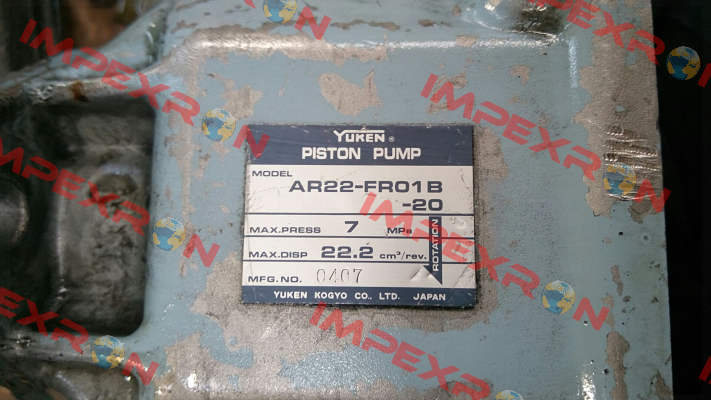 YUKEN®
PISTON PUMP
MODEL AR22-FR01B
-20
MAX.PRESS 7 MPa
MAX.DISP 22.2 cm³/rev.
ROTATION
MFG.NO. 0407
YUKEN KOGYO CO., LTD. JAPAN
IMPEXRON
IMPEXRON
IMPEXRON
IMPEXRON
IMPEXRON
IMPEXRON